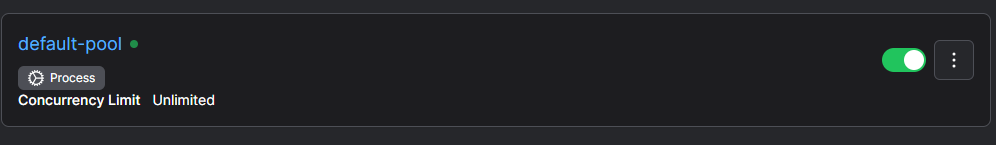 default-pool
Process
Concurrency Limit Unlimited